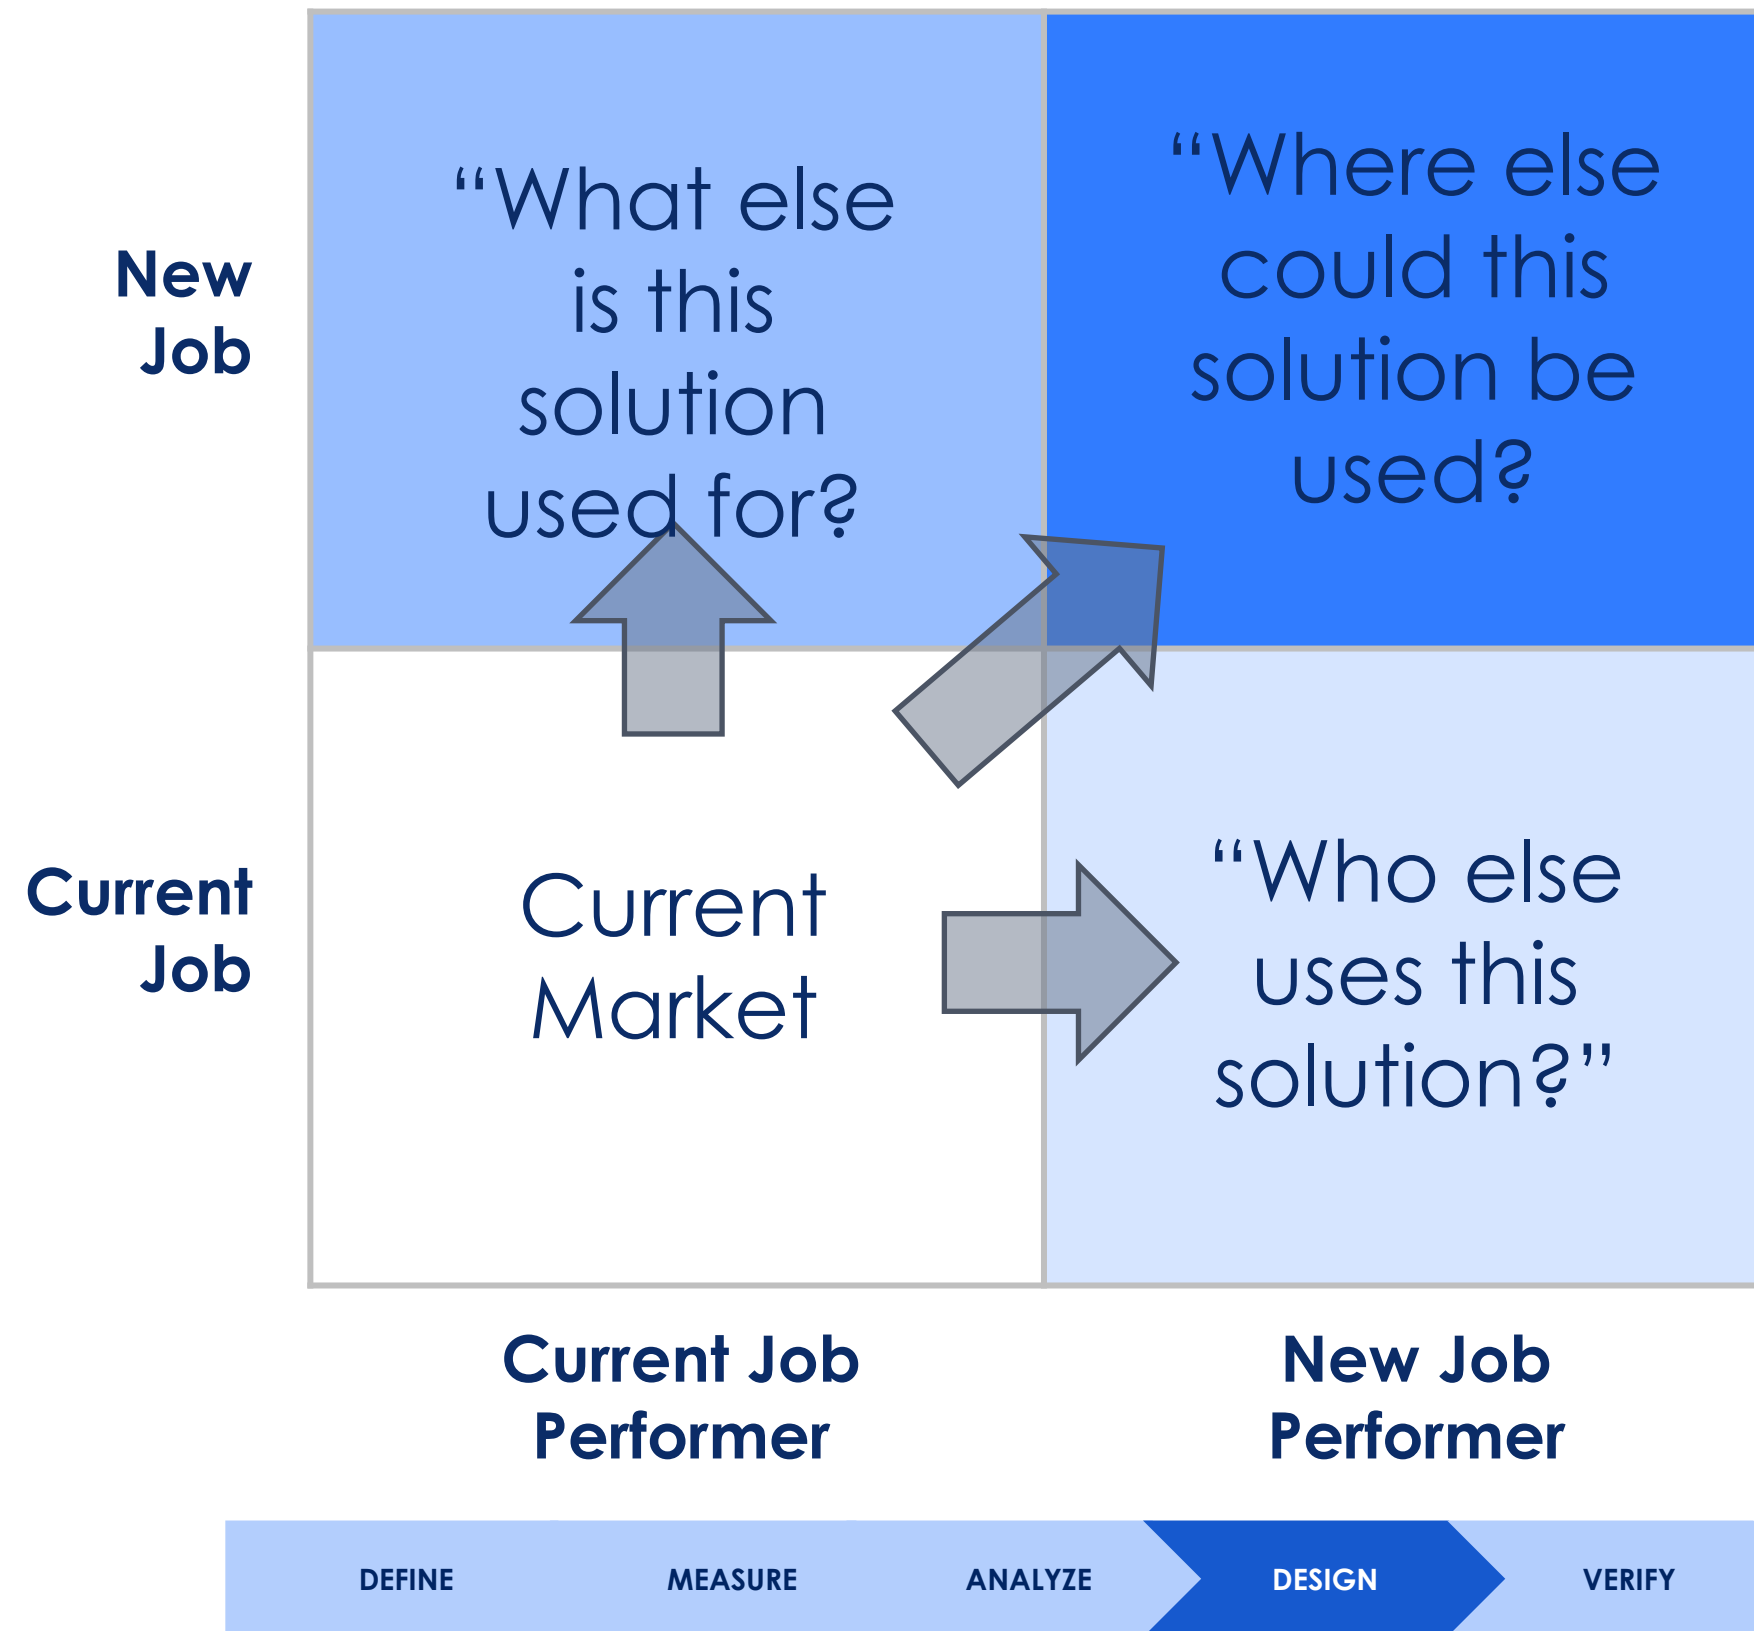 New
Job
“What else
is this
solution
used for?
“Where else
could this
solution be
used?
Current
Job
Current
Market
“Who else
uses this
solution?”
Current Job
Performer
New Job
Performer
DEFINE
MEASURE
ANALYZE
DESIGN
VERIFY